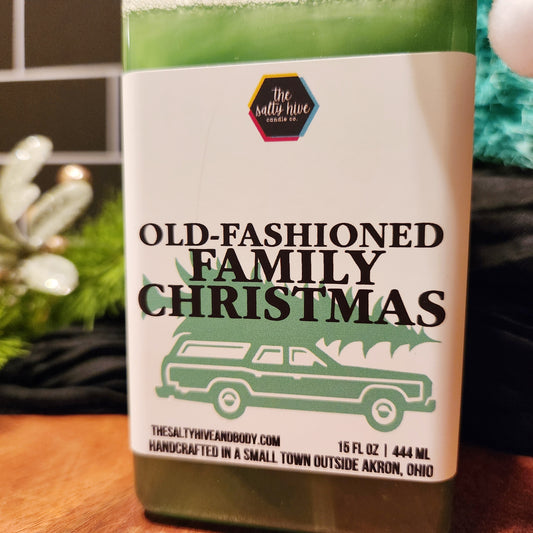 the
salty hive
candle co.
OLD-FASHIONED
FAMILY
CHRISTMAS
THESALTYHIVEANDBODY.COM
15 FL OZ | 444 ML
HANDCRAFTED IN A SMALL TOWN OUTSIDE AKRON, OHIO